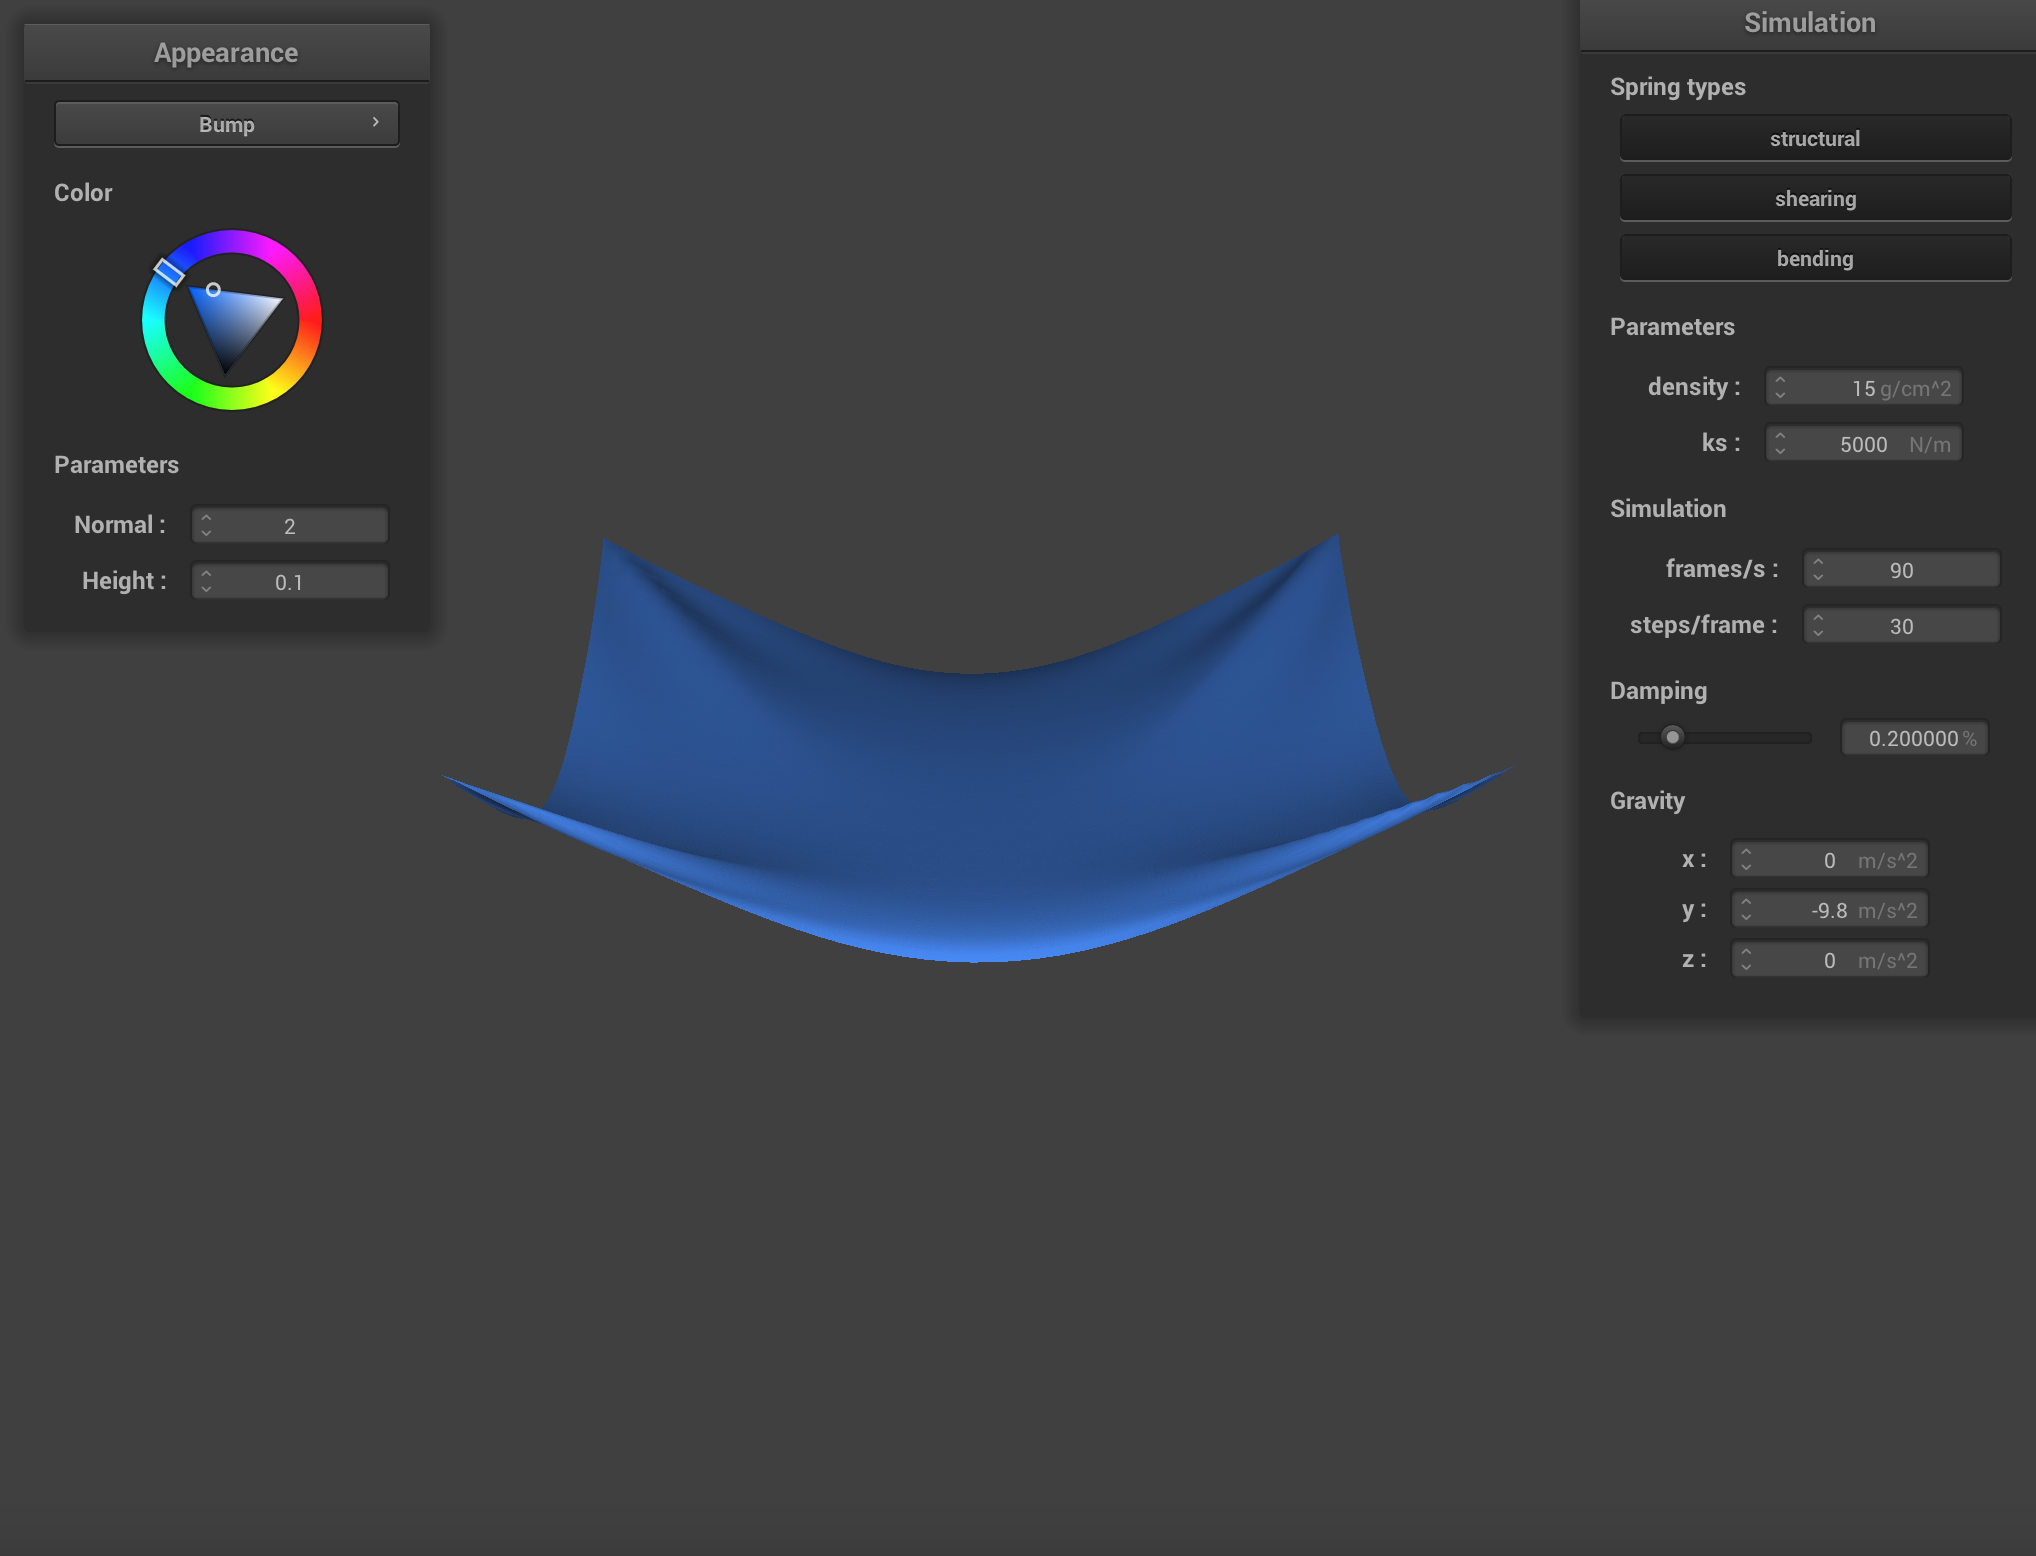 Appearance
Bump
Color
Parameters
Normal : 2
Height : 0.1
Simulation
Spring types
structural
shearing
bending
Parameters
density : 15 g/cm^2
ks : 5000 N/m
Simulation
frames/s : 90
steps/frame : 30
Damping
0.200000 %
Gravity
x : 0 m/s^2
y : -9.8 m/s^2
z : 0 m/s^2